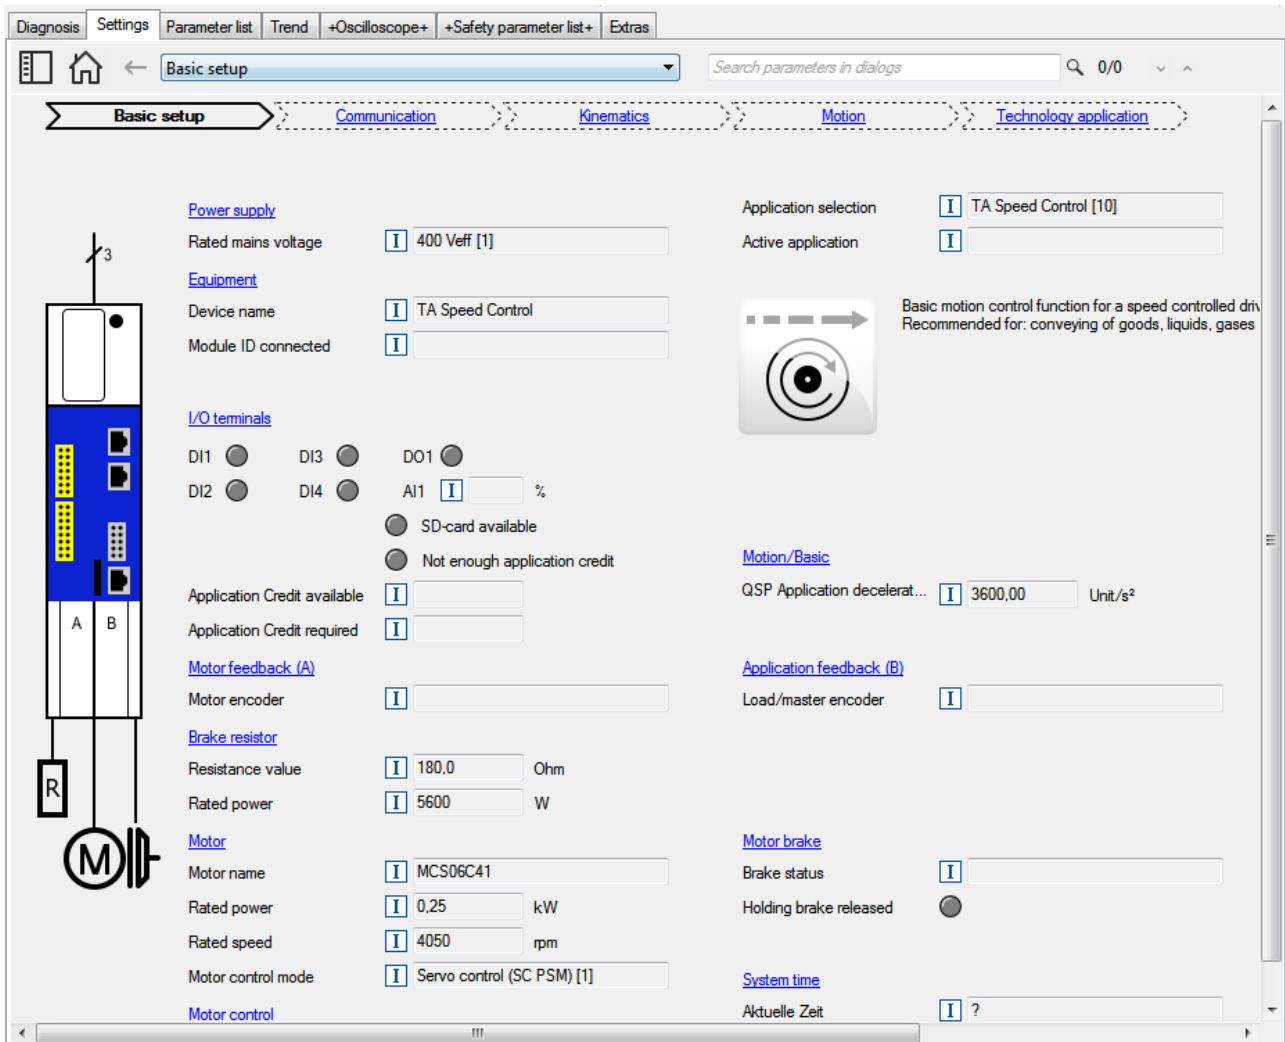 Diagnosis Settings Parameter list Trend +Oscilloscope+ +Safety parameter list+ Extras
Basic setup Search parameters in dialogs 0/0
Basic setup Communication Kinematics Motion Technology application
Power supply
Rated mains voltage I 400 Veff [1]
Equipment
Device name I TA Speed Control
Module ID connected I
I/O terminals
DI1 DI3 DO1
DI2 DI4 AI1 I %
SD-card available
Not enough application credit
Application Credit available I
Application Credit required I
Motor feedback (A)
Motor encoder I
Brake resistor
Resistance value I 180,0 Ohm
Rated power I 5600 W
Motor
Motor name I MCS06C41
Rated power I 0,25 kW
Rated speed I 4050 rpm
Motor control mode I Servo control (SC PSM) [1]
Motor control
Application selection I TA Speed Control [10]
Active application I
Basic motion control function for a speed controlled driv
Recommended for: conveying of goods, liquids, gases
Motion/Basic
QSP Application decelerat... I 3600,00 Unit/s²
Application feedback (B)
Load/master encoder I
Motor brake
Brake status I
Holding brake released
System time
Aktuelle Zeit I ?
3
A B
R
M